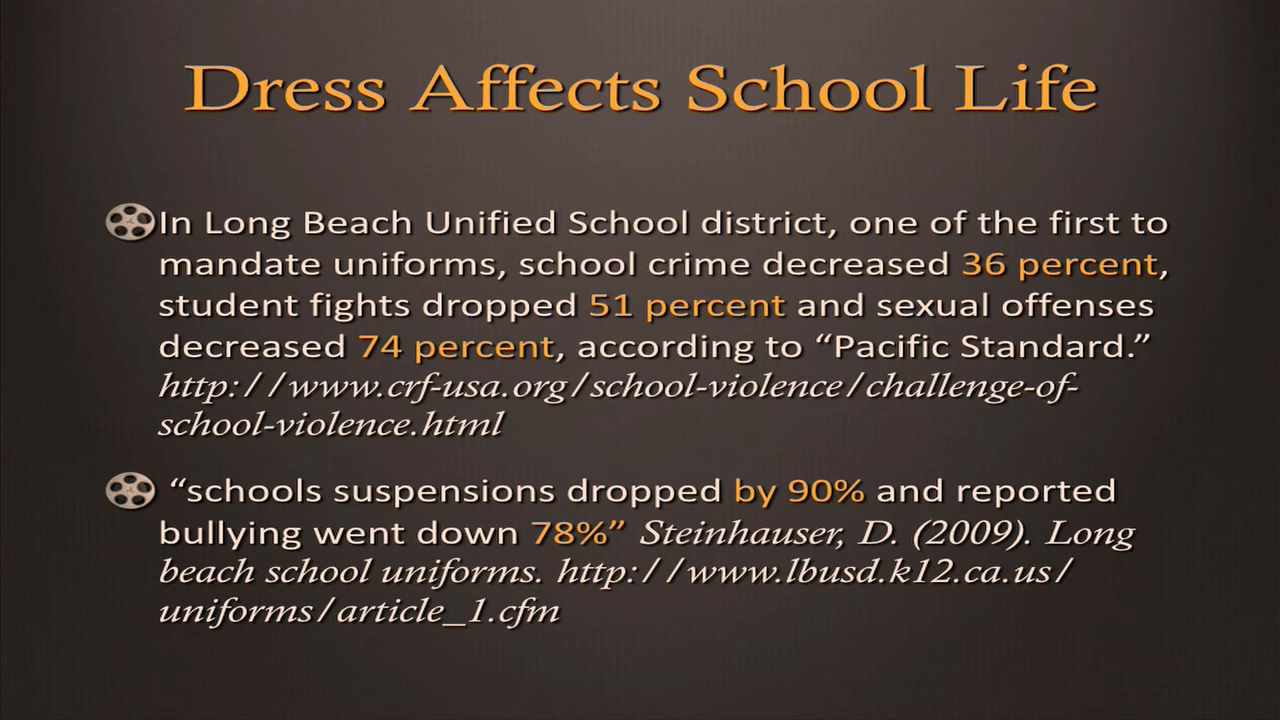 Dress Affects School Life
In Long Beach Unified School district, one of the first to
mandate uniforms, school crime decreased 36 percent,
student fights dropped 51 percent and sexual offenses
decreased 74 percent, according to “Pacific Standard.”
http://www.crf-usa.org/school-violence/challenge-of-
school-violence.html
“schools suspensions dropped by 90% and reported
bullying went down 78%” Steinhauser, D. (2009). Long
beach school uniforms. http://www.lbusd.k12.ca.us/
uniforms/article_1.cfm